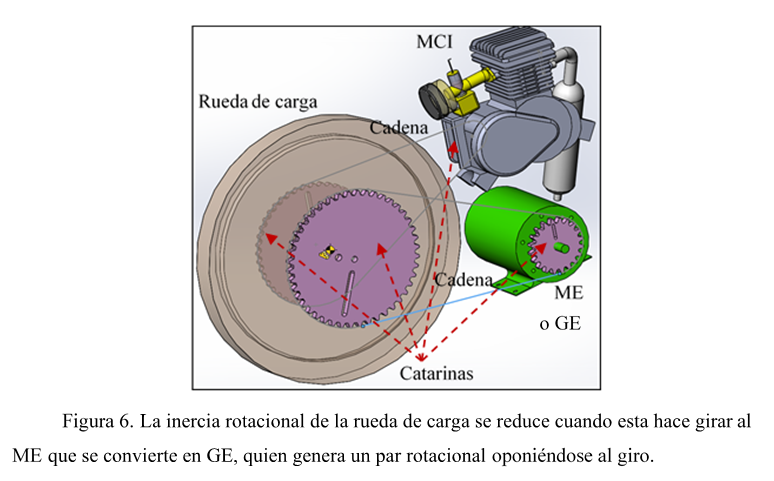 MCI
Rueda de carga
Cadena
Cadena
ME
o GE
Catarinas
Figura 6. La inercia rotacional de la rueda de carga se reduce cuando esta hace girar al
ME que se convierte en GE, quien genera un par rotacional oponiéndose al giro.